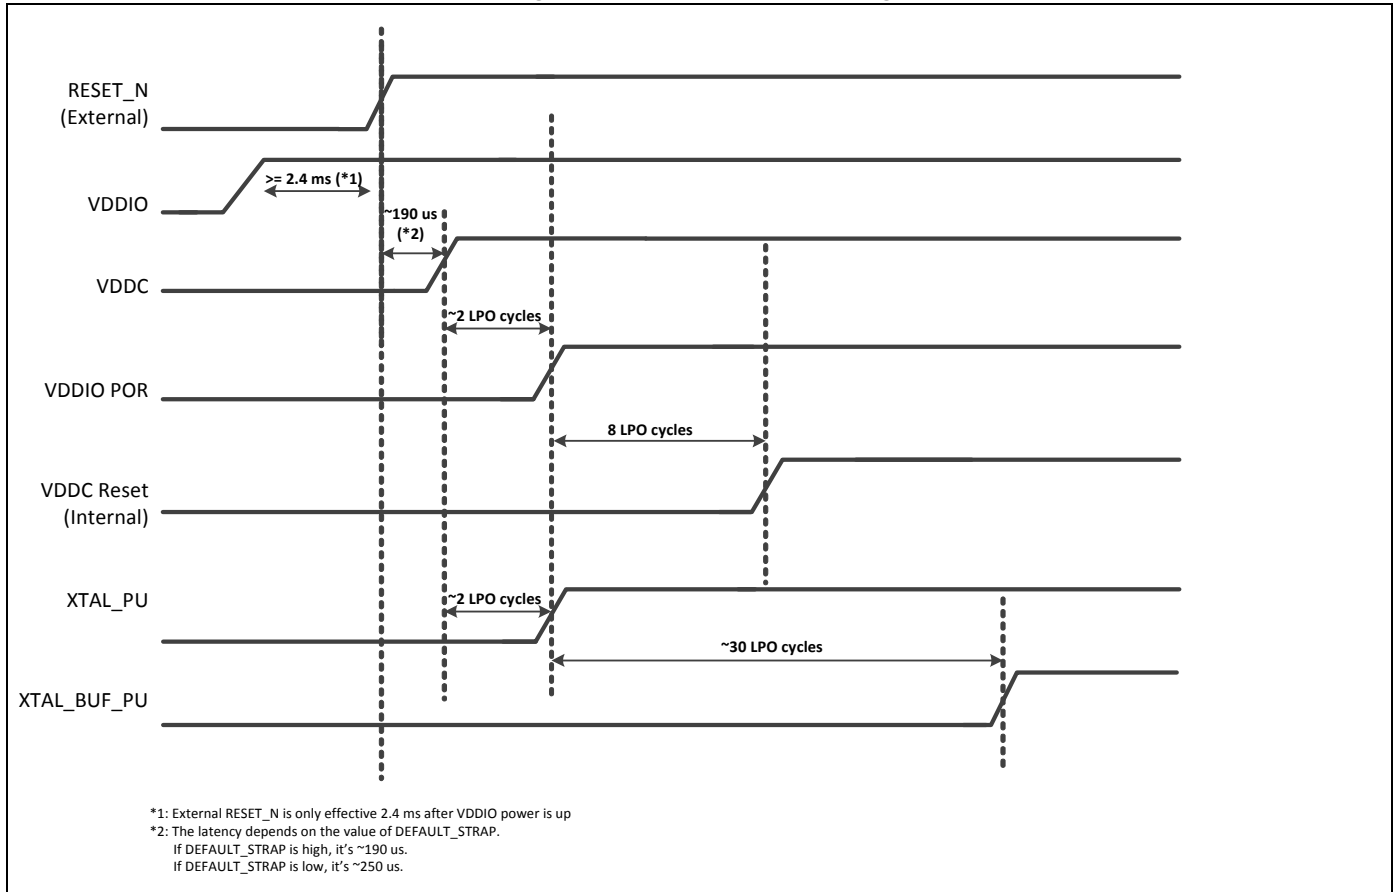 RESET_N
(External)
>= 2.4 ms (*1)
VDDIO
~190 us
(*2)
VDDC
~2 LPO cycles
VDDIO POR
8 LPO cycles
VDDC Reset
(Internal)
XTAL_PU
~2 LPO cycles
~30 LPO cycles
XTAL_BUF_PU
*1: External RESET_N is only effective 2.4 ms after VDDIO power is up
*2: The latency depends on the value of DEFAULT_STRAP.
If DEFAULT_STRAP is high, it’s ~190 us.
If DEFAULT_STRAP is low, it’s ~250 us.